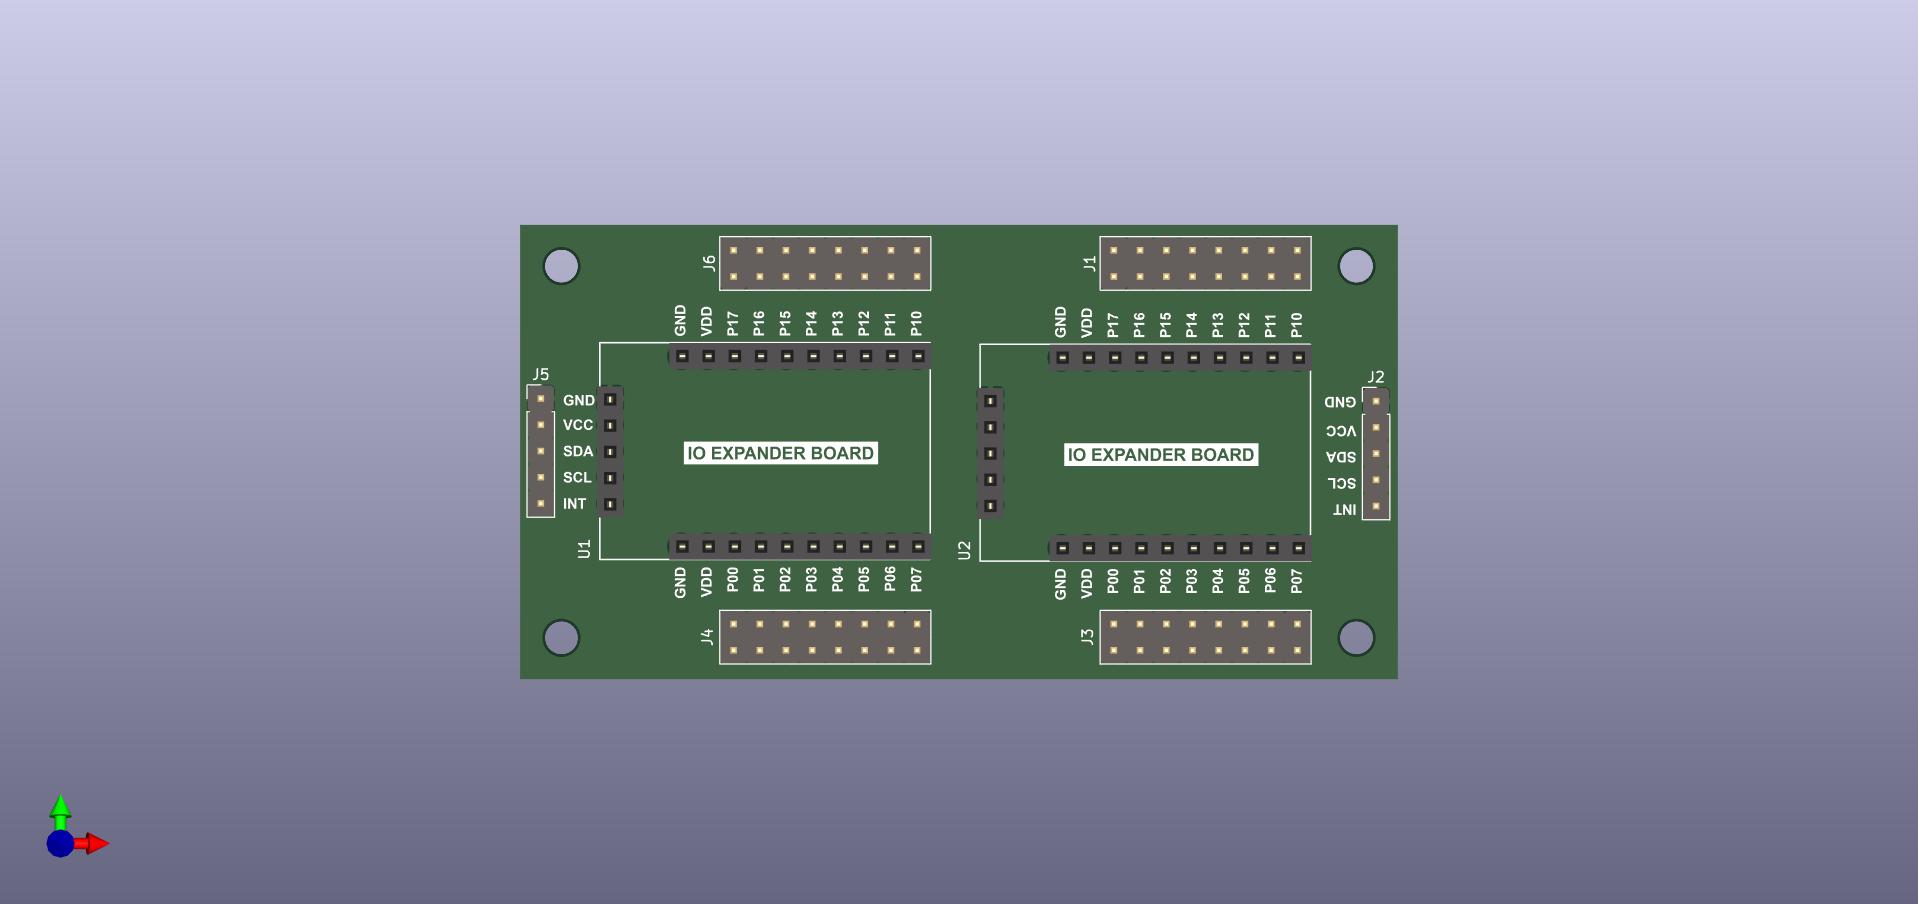 J6
J1
GND VDD P17 P16 P15 P14 P13 P12 P11 P10
GND VDD P17 P16 P15 P14 P13 P12 P11 P10
J5
GND
VCC
SDA
SCL
INT
IO EXPANDER BOARD
U1
IO EXPANDER BOARD
U2
J2
GND
VCC
SDA
SCL
INT
GND VDD P00 P01 P02 P03 P04 P05 P06 P07
GND VDD P00 P01 P02 P03 P04 P05 P06 P07
J4
J3